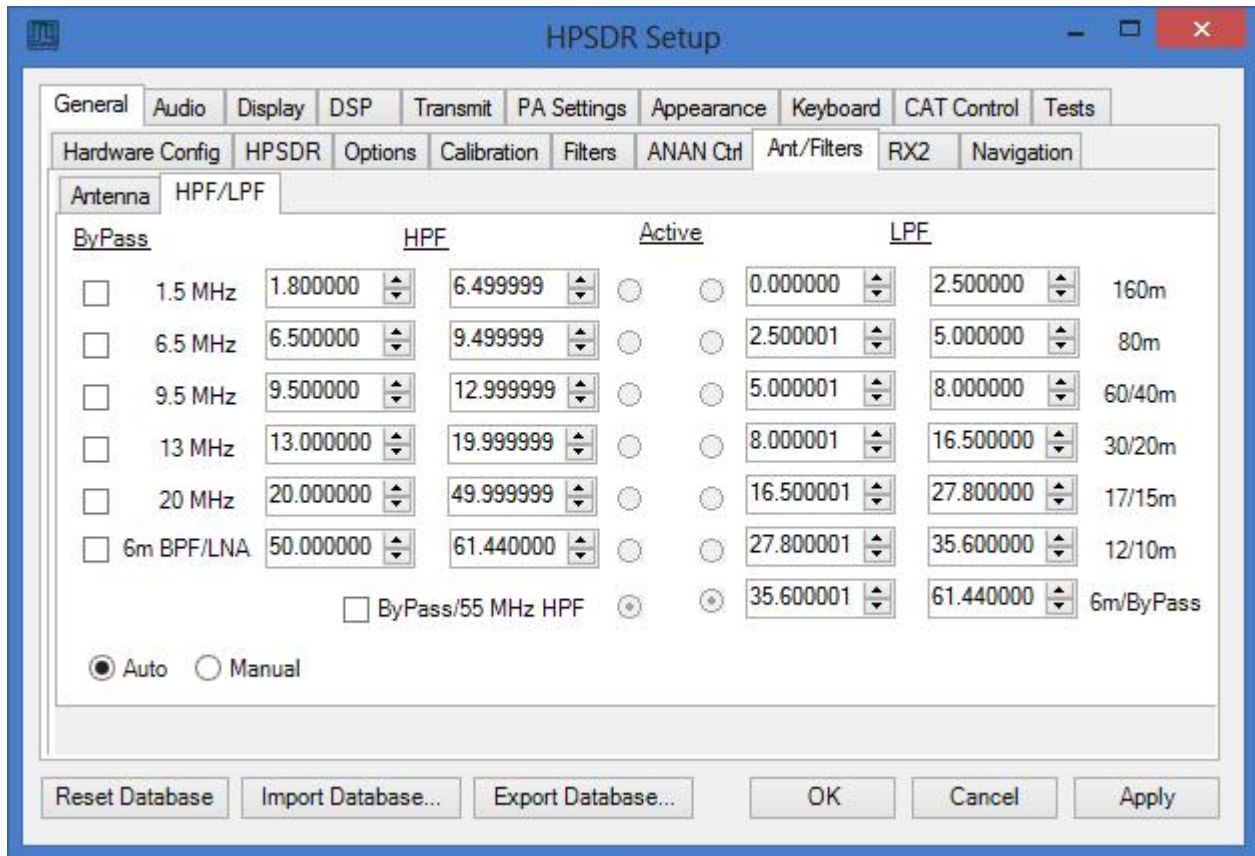 HPSDR Setup
General Audio Display DSP Transmit PA Settings Appearance Keyboard CAT Control Tests
Hardware Config HPSDR Options Calibration Filters ANAN Ctrl Ant./Filters RX2 Navigation
Antenna HPF/LPF
ByPass HPF Active LPF
1.5 MHz 1.800000 6.499999 0.000000 2.500000 160m
6.5 MHz 6.500000 9.499999 2.500001 5.000000 80m
9.5 MHz 9.500000 12.999999 5.000001 8.000000 60/40m
13 MHz 13.000000 19.999999 8.000001 16.500000 30/20m
20 MHz 20.000000 49.999999 16.500001 27.800000 17/15m
6m BPF/LNA 50.000000 61.440000 27.800001 35.600000 12/10m
ByPass/55 MHz HPF 35.600001 61.440000 6m/ByPass
Auto Manual
Reset Database Import Database... Export Database... OK Cancel Apply